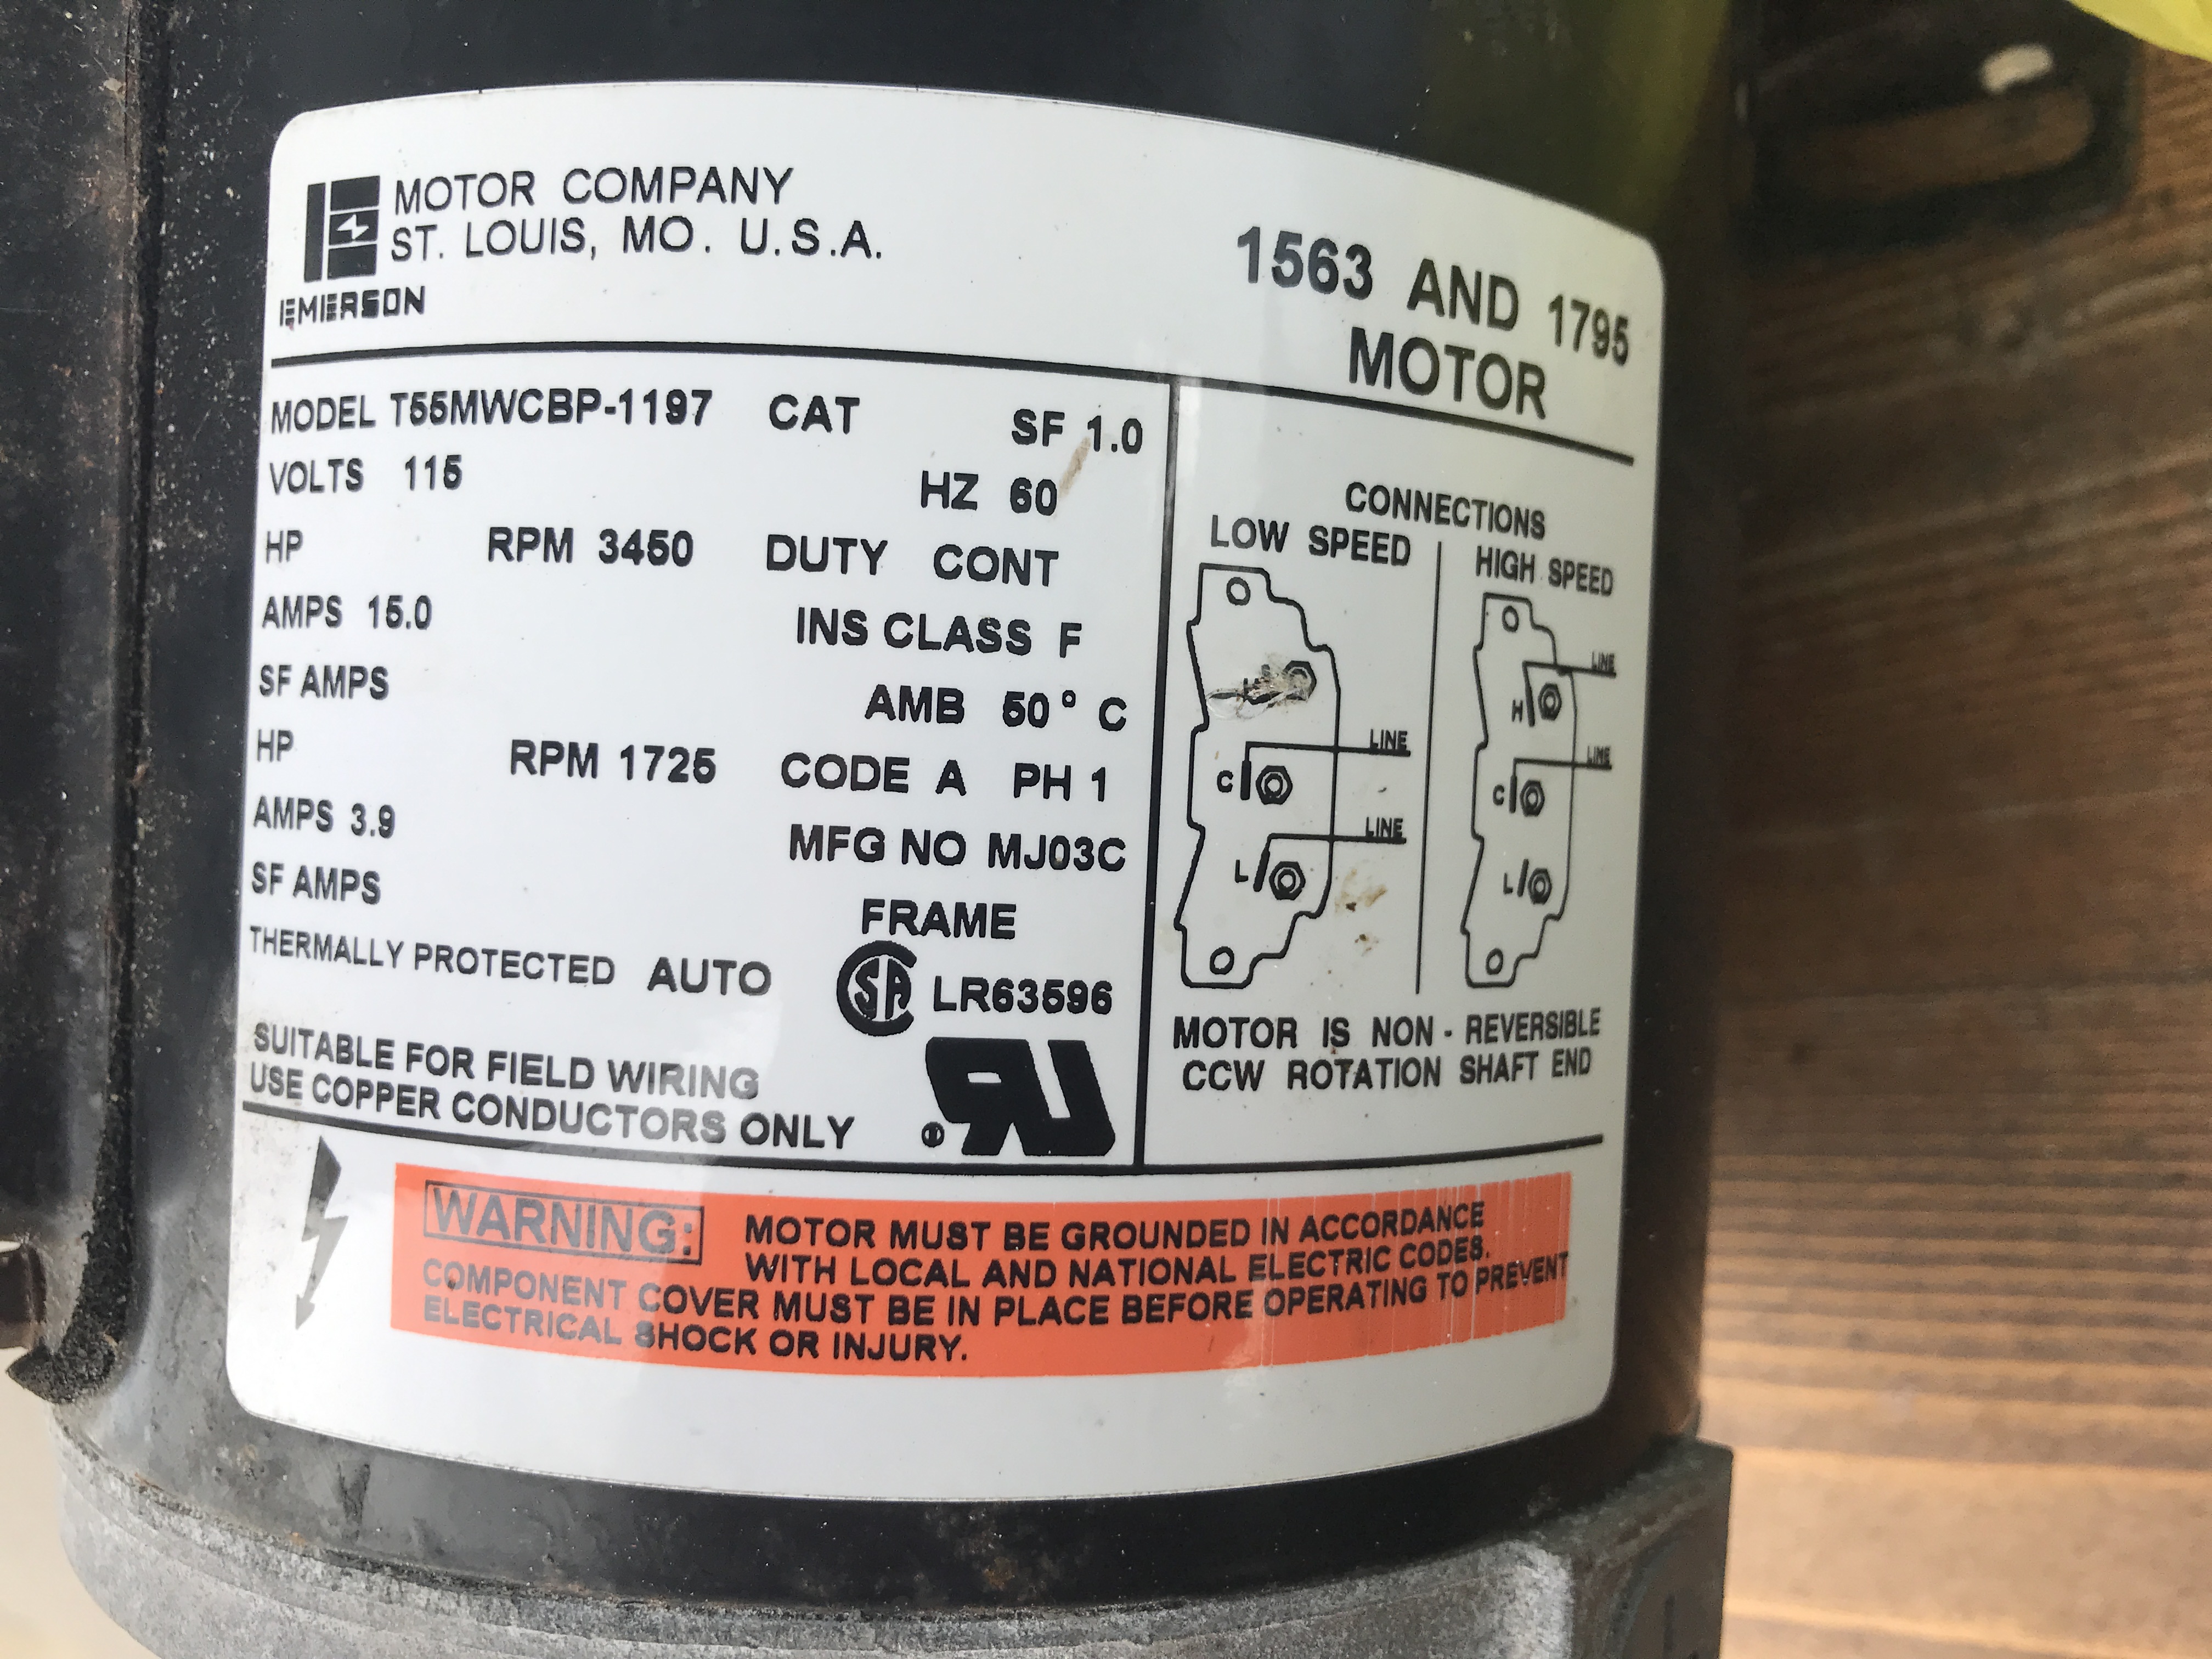 MOTOR COMPANY
ST. LOUIS, MO. U.S.A.
EMERSON
1563 AND 1795
MOTOR
MODEL T55MWCBP-1197 CAT SF 1.0
VOLTS 115 HZ 60
HP RPM 3450 DUTY CONT
AMPS 15.0 INS CLASS F
SF AMPS AMB 50° C
HP RPM 1725 CODE A PH 1
AMPS 3.9 MFG NO MJ03C
SF AMPS FRAME
THERMALLY PROTECTED AUTO SA LR63596
SUITABLE FOR FIELD WIRING
USE COPPER CONDUCTORS ONLY
UR ®
CONNECTIONS
LOW SPEED HIGH SPEED
LINE
H
LINE
C
LINE
C
LINE
L
L
MOTOR IS NON - REVERSIBLE
CCW ROTATION SHAFT END
WARNING: MOTOR MUST BE GROUNDED IN ACCORDANCE
WITH LOCAL AND NATIONAL ELECTRIC CODES.
COMPONENT COVER MUST BE IN PLACE BEFORE OPERATING TO PREVENT
ELECTRICAL SHOCK OR INJURY.